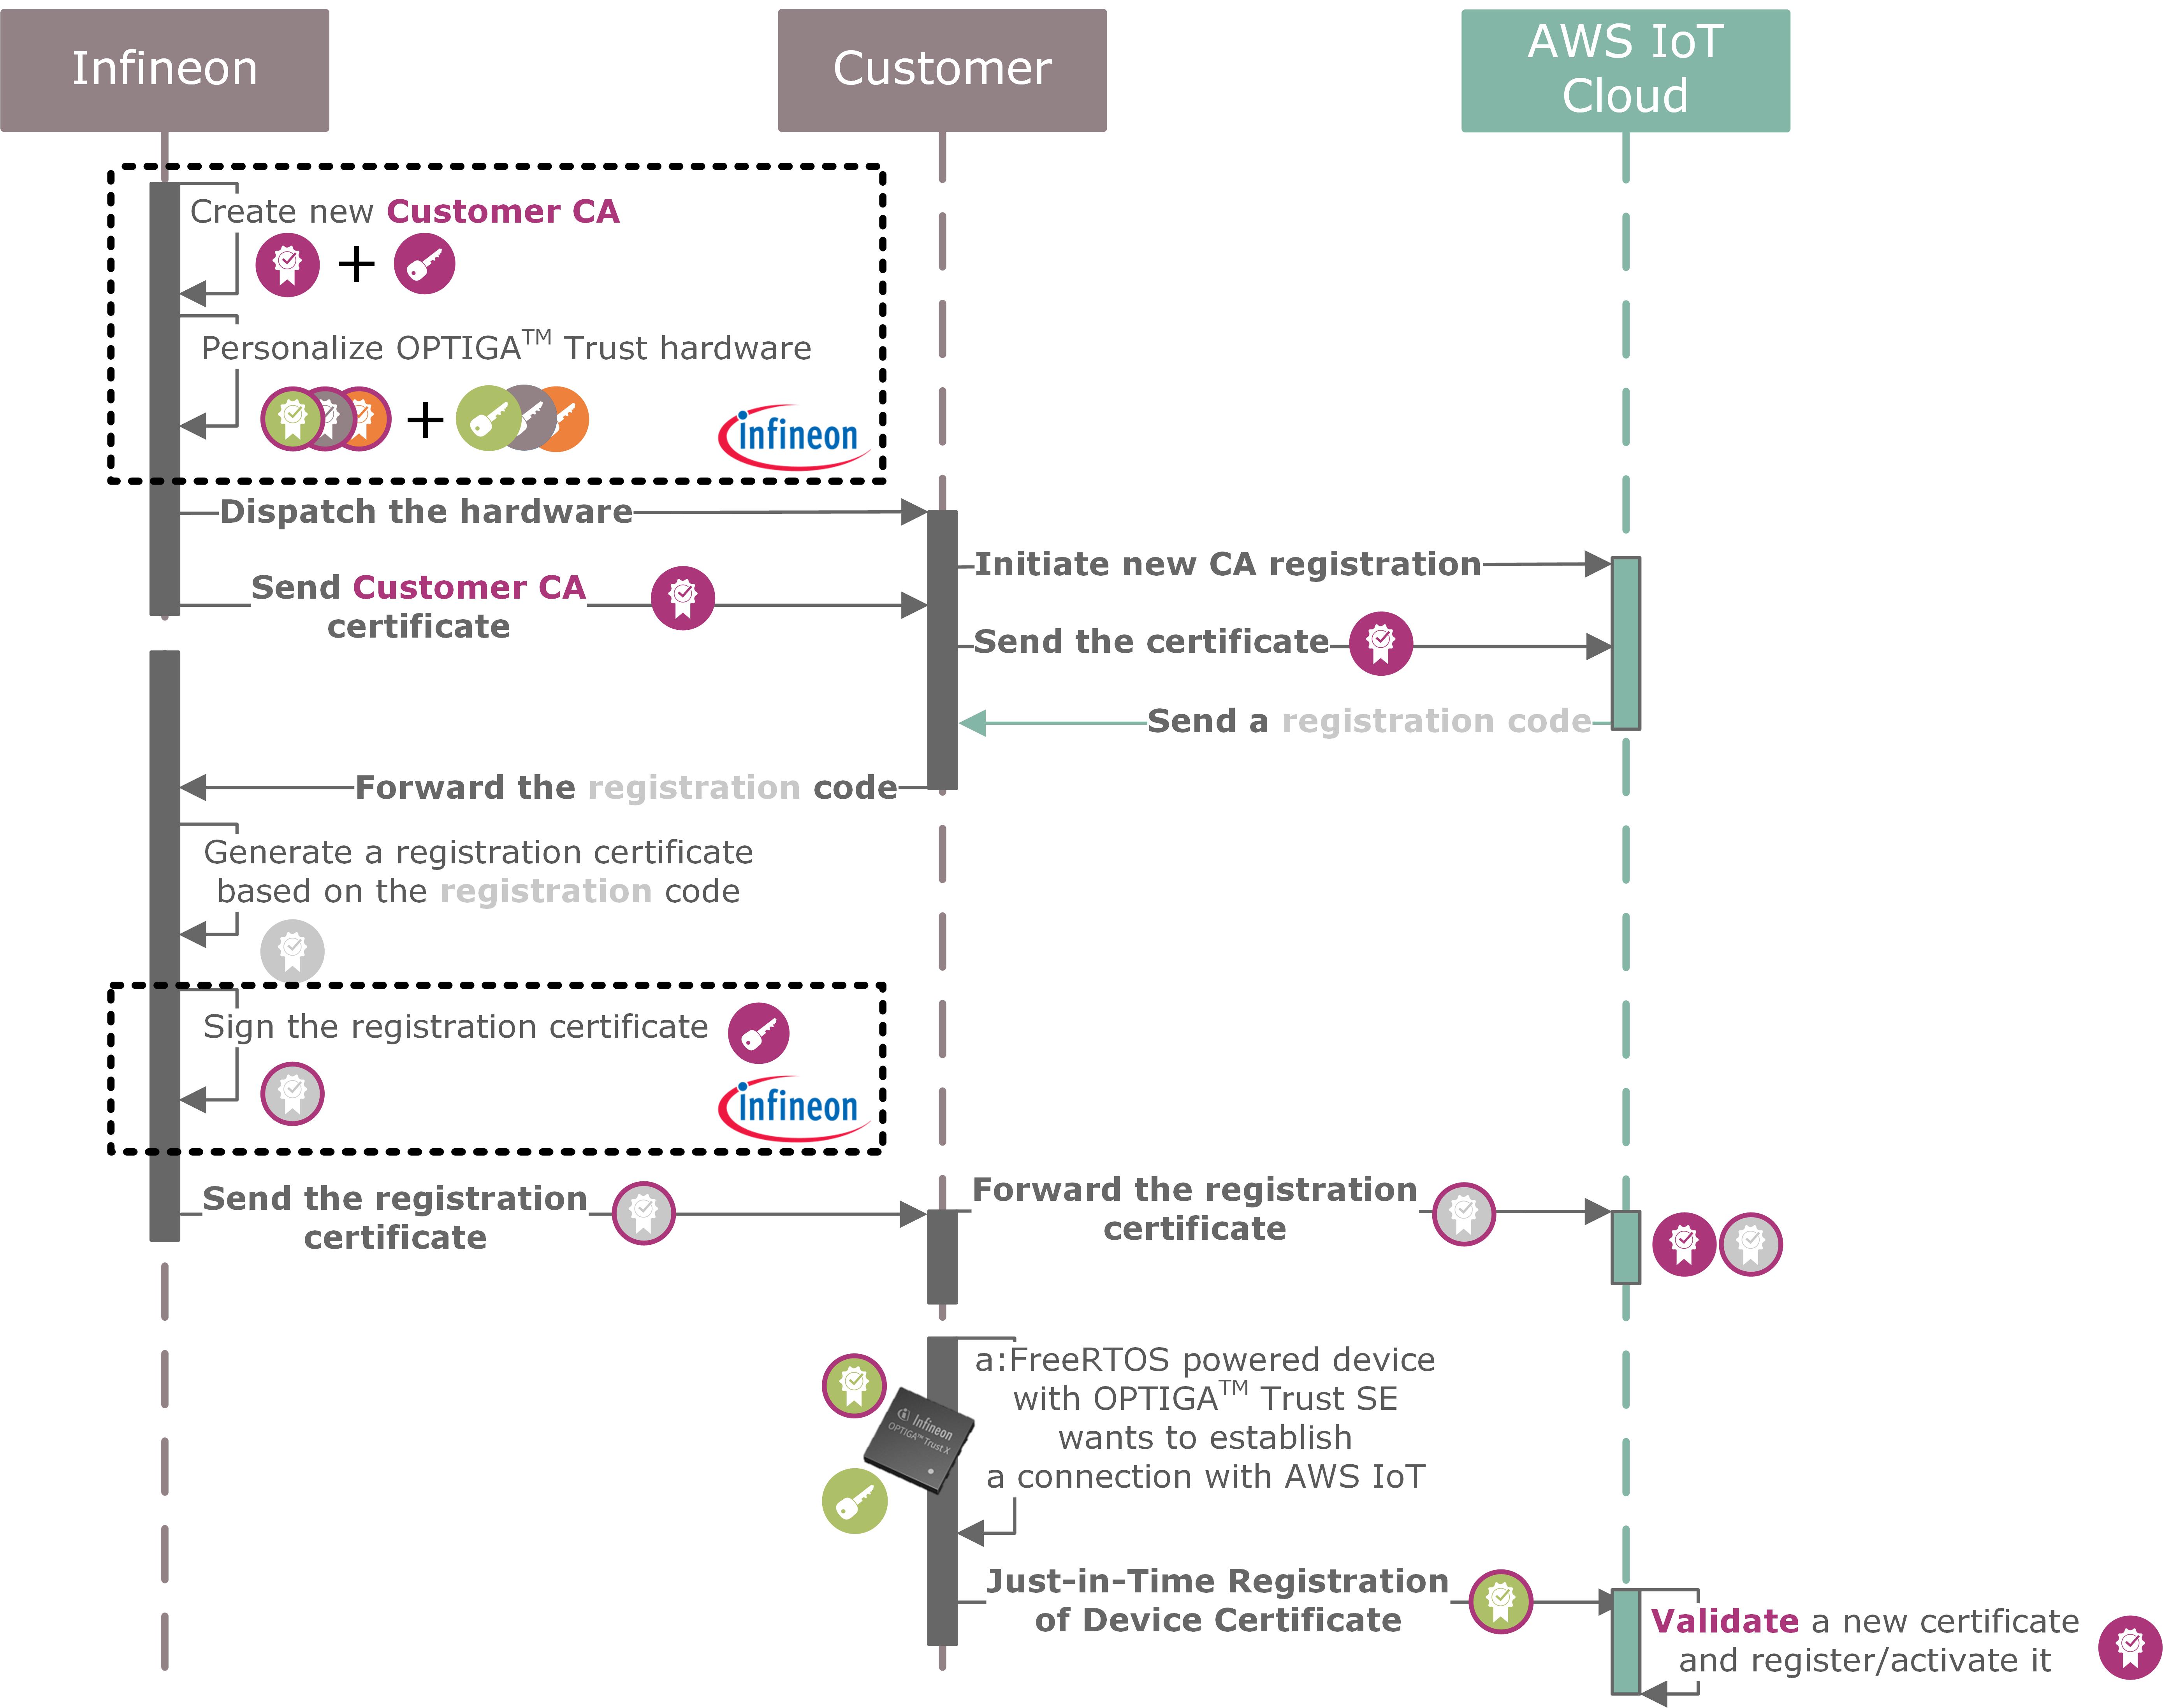 Infineon
Customer
AWS IoT
Cloud
Create new Customer CA
+
Personalize OPTIGA™ Trust hardware
+
infineon
Dispatch the hardware
Initiate new CA registration
Send Customer CA
certificate
Send the certificate
Send a registration code
Forward the registration code
Generate a registration certificate
based on the registration code
Sign the registration certificate
infineon
Send the registration
certificate
Forward the registration
certificate
a:FreeRTOS powered device
with OPTIGA™ Trust SE
wants to establish
a connection with AWS IoT
Infineon
OPTIGA™ Trust X
Just-in-Time Registration
of Device Certificate
Validate a new certificate
and register/activate it